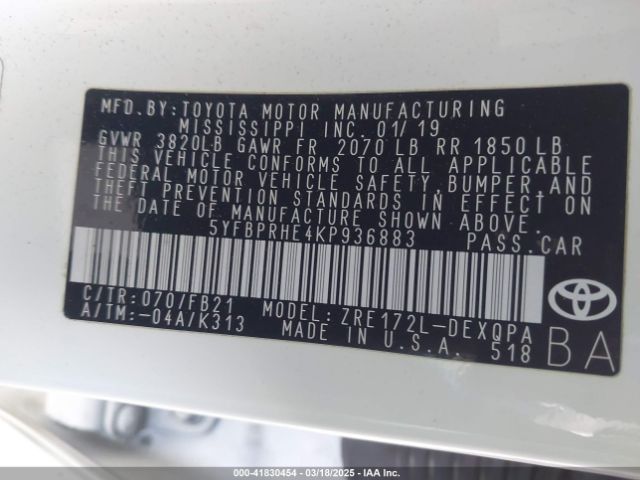 MFD. BY: TOYOTA MOTOR MANUFACTURING
MISSISSIPPI INC. 01/19
GVWR 3820LB GAWR FR 2070 LB RR 1850 LB
THIS VEHICLE CONFORMS TO ALL APPLICABLE
FEDERAL MOTOR VEHICLE SAFETY, BUMPER, AND
THEFT PREVENTION STANDARDS IN EFFECT ON
THE DATE OF MANUFACTURE SHOWN ABOVE.
5YFBPRHE4KP936883 PASS. CAR
C/TR: 070/FB21 MODEL: ZRE172L-DEXQPA
A/TM: -04A/K313 MADE IN U.S.A. 518
BA
000-41830454 | 03/18/2025 | IAA Inc.